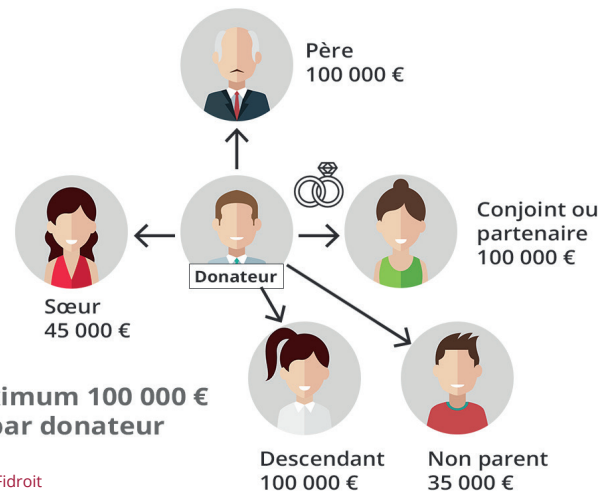 Père
100 000 €
Conjoint ou
partenaire
100 000 €
Donateur
Sœur
45 000 €
100 000 €
par donateur
Descendant
100 000 €
Non parent
35 000 €
Fidroit